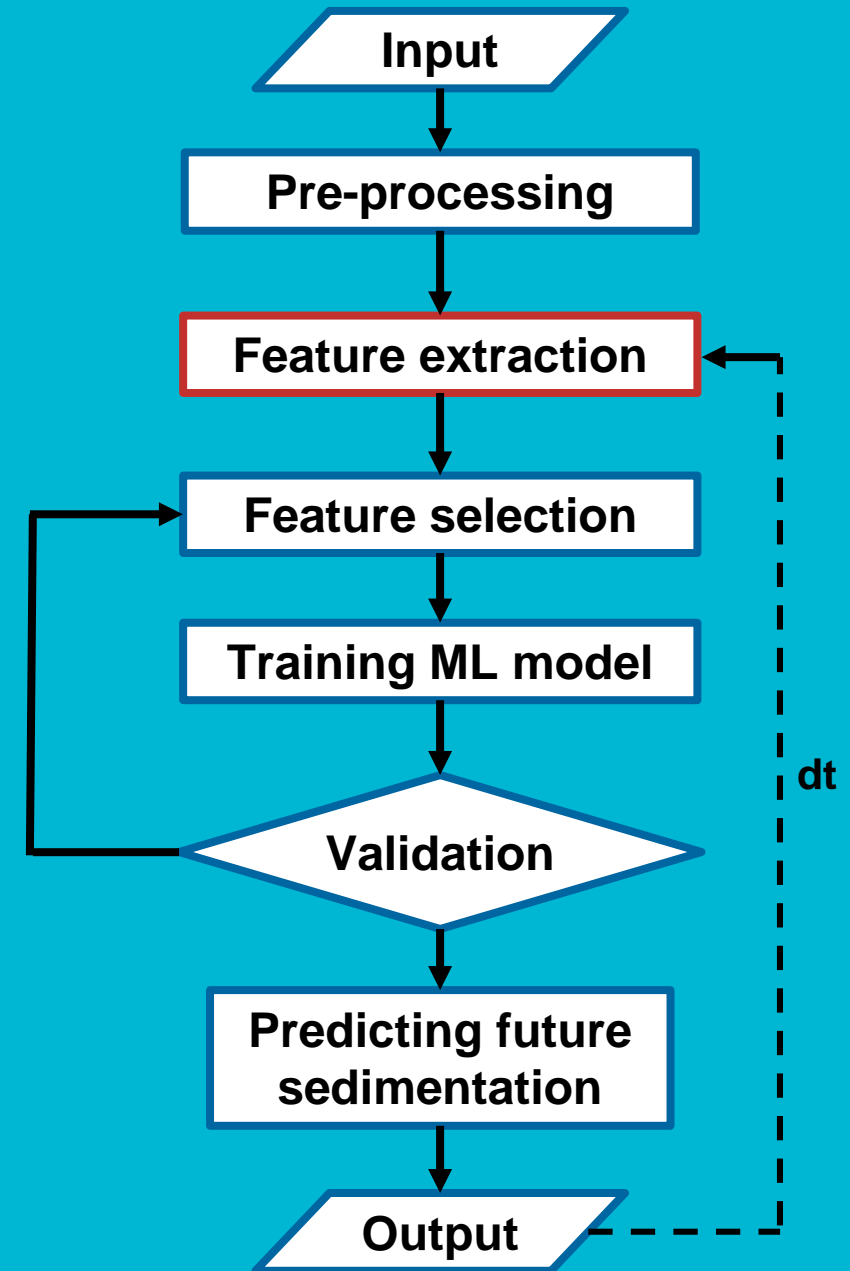 Input
Pre-processing
Feature extraction
Feature selection
Training ML model
dt
Validation
Predicting future
sedimentation
Output